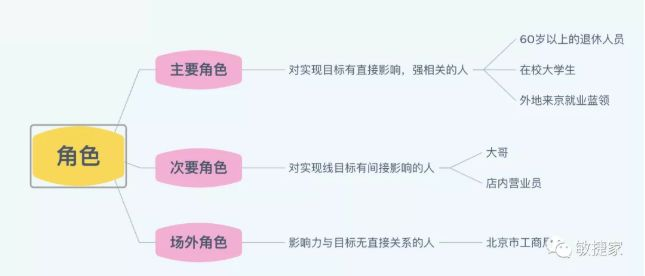 60岁以上的退休人员
主要角色
对实现目标有直接影响，强相关的人
在校大学生
外地来京就业蓝领
角色
大哥
次要角色
对实现线目标有间接影响的人
店内营业员
场外角色
影响力与目标无直接关系的人
北京市工商局
敏捷家